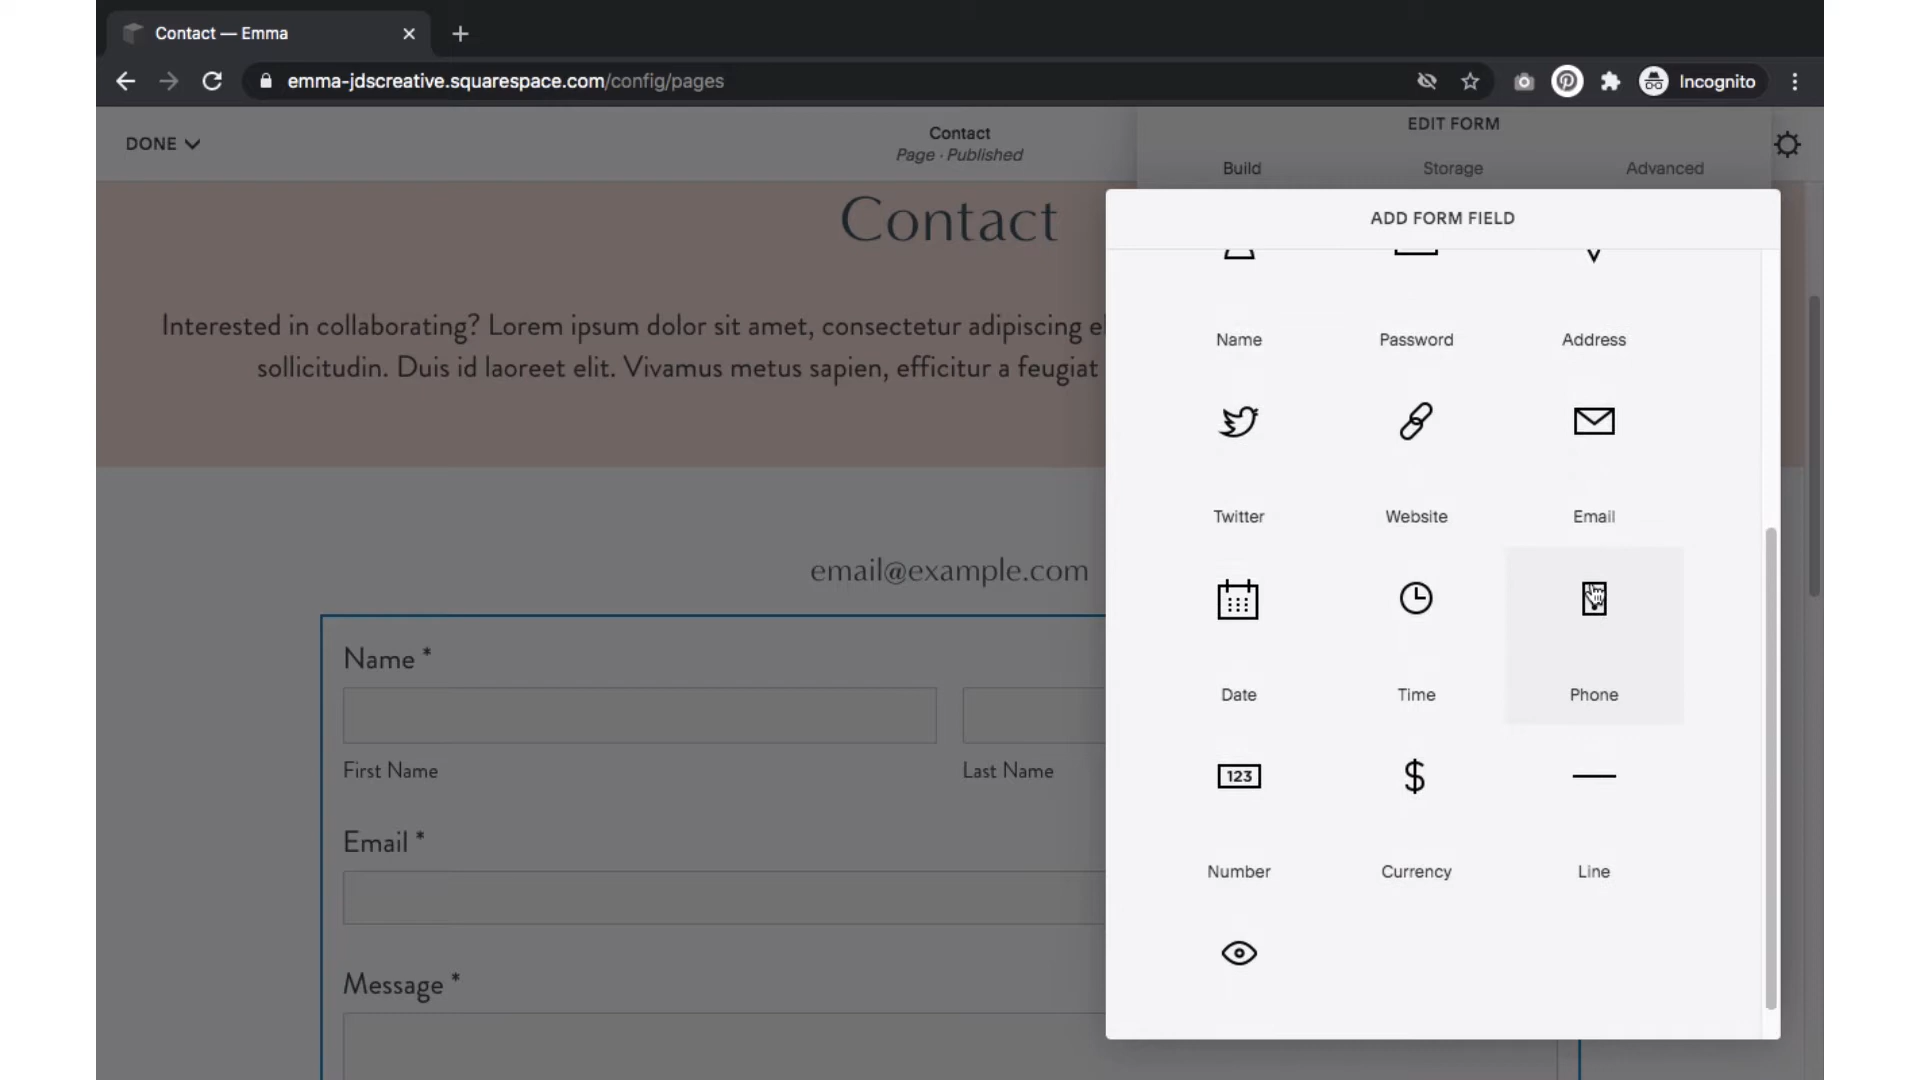 Contact — Emma
emma-jdscreative.squarespace.com/config/pages
Incognito
DONE
Contact
Page · Published
EDIT FORM
Build
Storage
Advanced
ADD FORM FIELD
Contact
Interested in collaborating? Lorem ipsum dolor sit amet, consectetur adipiscing
sollicitudin. Duis id laoreet elit. Vivamus metus sapien, efficitur a feugiat
email@example.com
Name *
First Name
Last Name
Email *
Message *
Name
Password
Address
Twitter
Website
Email
Date
Time
Phone
123
$
Number
Currency
Line